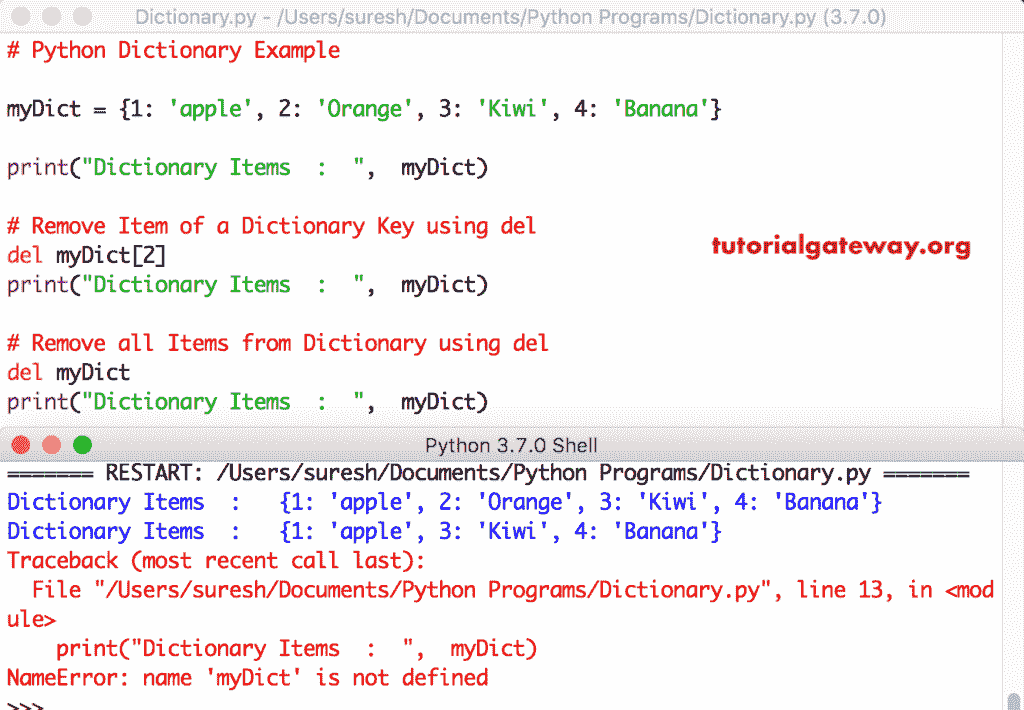 Dictionary.py - /Users/suresh/Documents/Python Programs/Dictionary.py (3.7.0)
# Python Dictionary Example
myDict = {1: 'apple', 2: 'Orange', 3: 'Kiwi', 4: 'Banana'}
print("Dictionary Items  :  ",  myDict)
# Remove Item of a Dictionary Key using del
del myDict[2]
tutorialgateway.org
print("Dictionary Items  :  ",  myDict)
# Remove all Items from Dictionary using del
del myDict
print("Dictionary Items  :  ",  myDict)
Python 3.7.0 Shell
======= RESTART: /Users/suresh/Documents/Python Programs/Dictionary.py =======
Dictionary Items  :   {1: 'apple', 2: 'Orange', 3: 'Kiwi', 4: 'Banana'}
Dictionary Items  :   {1: 'apple', 3: 'Kiwi', 4: 'Banana'}
Traceback (most recent call last):
  File "/Users/suresh/Documents/Python Programs/Dictionary.py", line 13, in <mod
ule>
    print("Dictionary Items  :  ",  myDict)
NameError: name 'myDict' is not defined
>>>